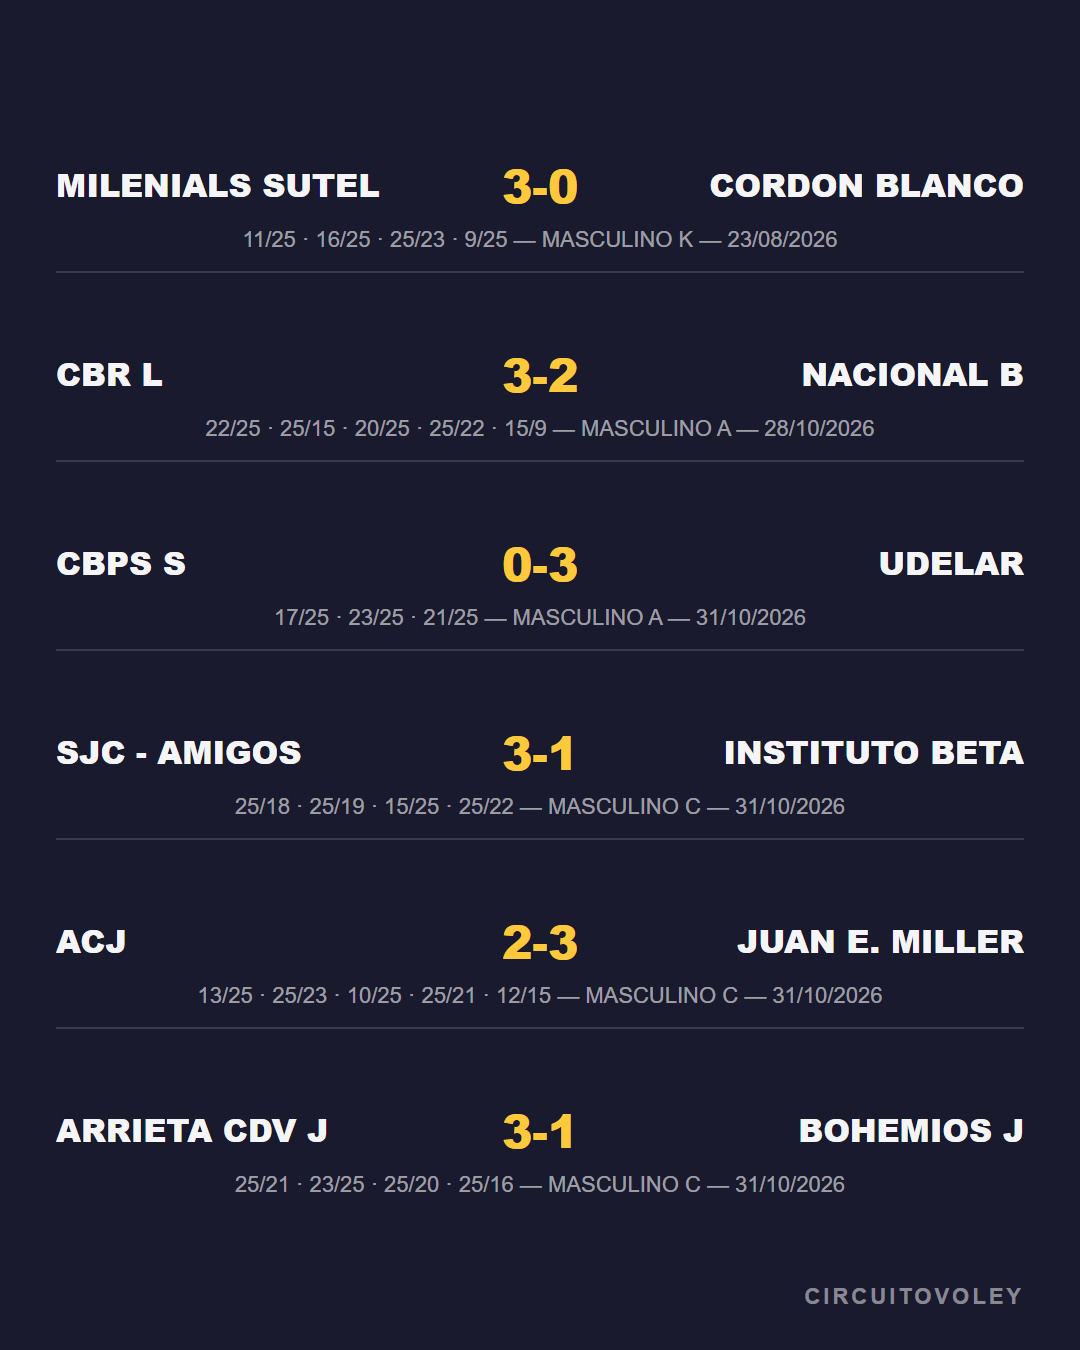 MILENIALS SUTEL 3-0 CORDON BLANCO
11/25 · 16/25 · 25/23 · 9/25 — MASCULINO K — 23/08/2026
CBR L 3-2 NACIONAL B
22/25 · 25/15 · 20/25 · 25/22 · 15/9 — MASCULINO A — 28/10/2026
CBPS S 0-3 UDELAR
17/25 · 23/25 · 21/25 — MASCULINO A — 31/10/2026
SJC - AMIGOS 3-1 INSTITUTO BETA
25/18 · 25/19 · 15/25 · 25/22 — MASCULINO C — 31/10/2026
ACJ 2-3 JUAN E. MILLER
13/25 · 25/23 · 10/25 · 25/21 · 12/15 — MASCULINO C — 31/10/2026
ARRIETA CDV J 3-1 BOHEMIOS J
25/21 · 23/25 · 25/20 · 25/16 — MASCULINO C — 31/10/2026
CIRCUITOVOLEY